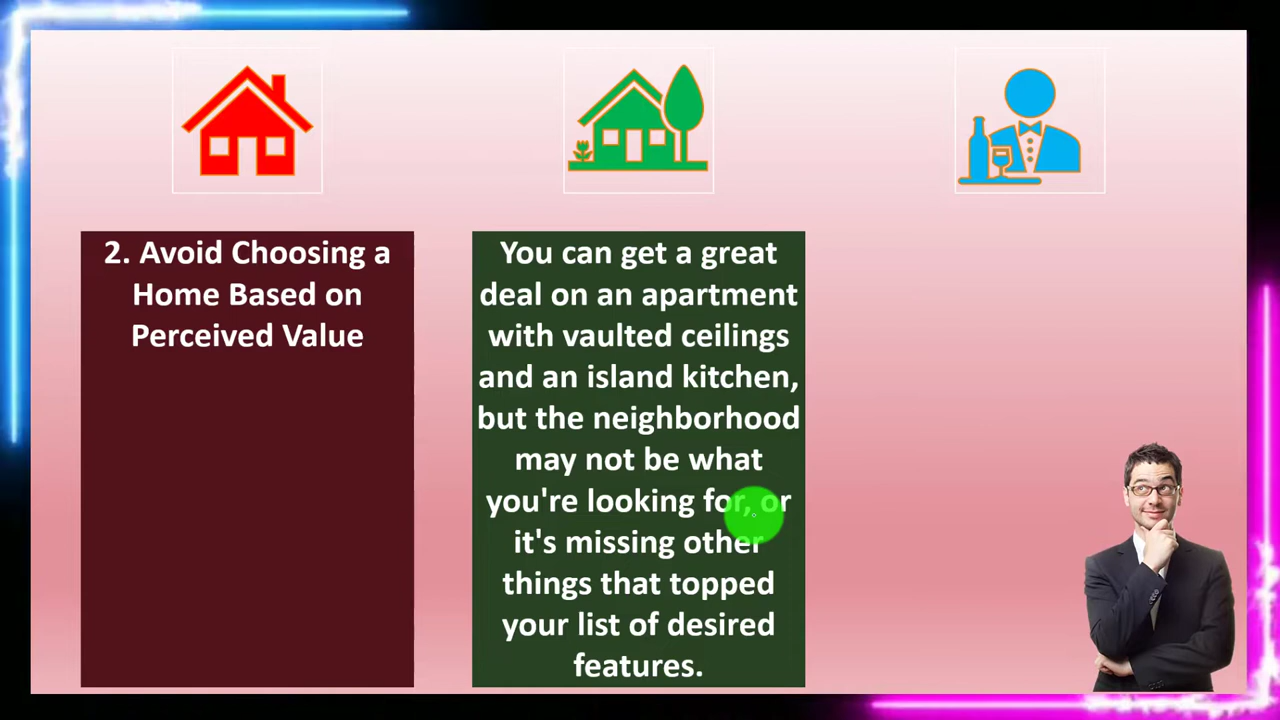 2. Avoid Choosing a
Home Based on
Perceived Value
You can get a great
deal on an apartment
with vaulted ceilings
and an island kitchen,
but the neighborhood
may not be what
you're looking for, or
it's missing other
things that topped
your list of desired
features.